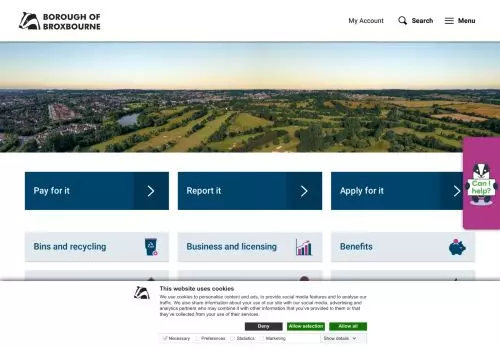 BOROUGH OF
BROXBOURNE
My Account
Search
Menu
Can I
help?
Pay for it
Report it
Apply for it
Bins and recycling
Business and licensing
Benefits
This website uses cookies
We use cookies to personalise content and ads, to provide social media features and to analyse our
traffic. We also share information about your use of our site with our social media, advertising and
analytics partners who may combine it with other information that you've provided to them or that
they've collected from your use of their services.
Deny
Allow selection
Allow all
Necessary
Preferences
Statistics
Marketing
Show details